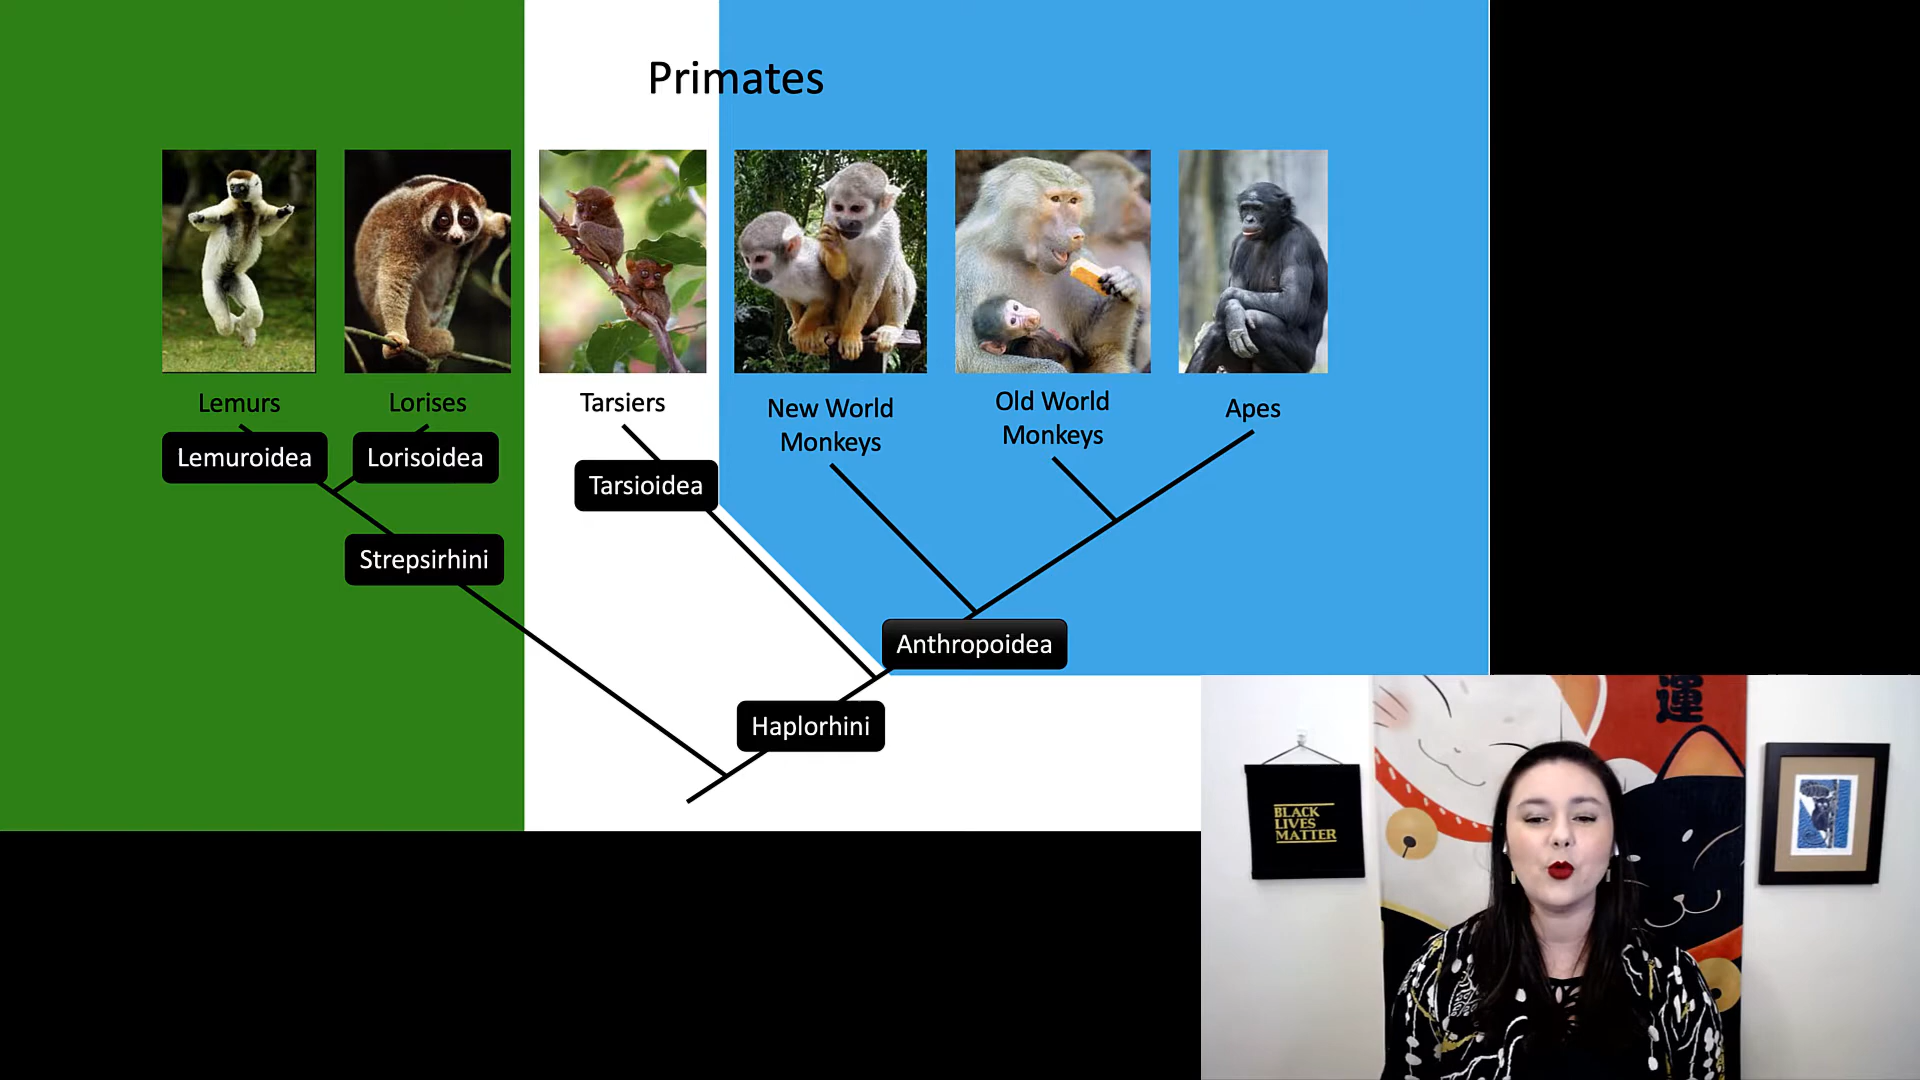 Primates
Lemurs
Lorises
Tarsiers
New World
Monkeys
Old World
Monkeys
Apes
Lemuroidea
Lorisoidea
Tarsioidea
Strepsirhini
Anthropoidea
Haplorhini
運
BLACK
LIVES
MATTER